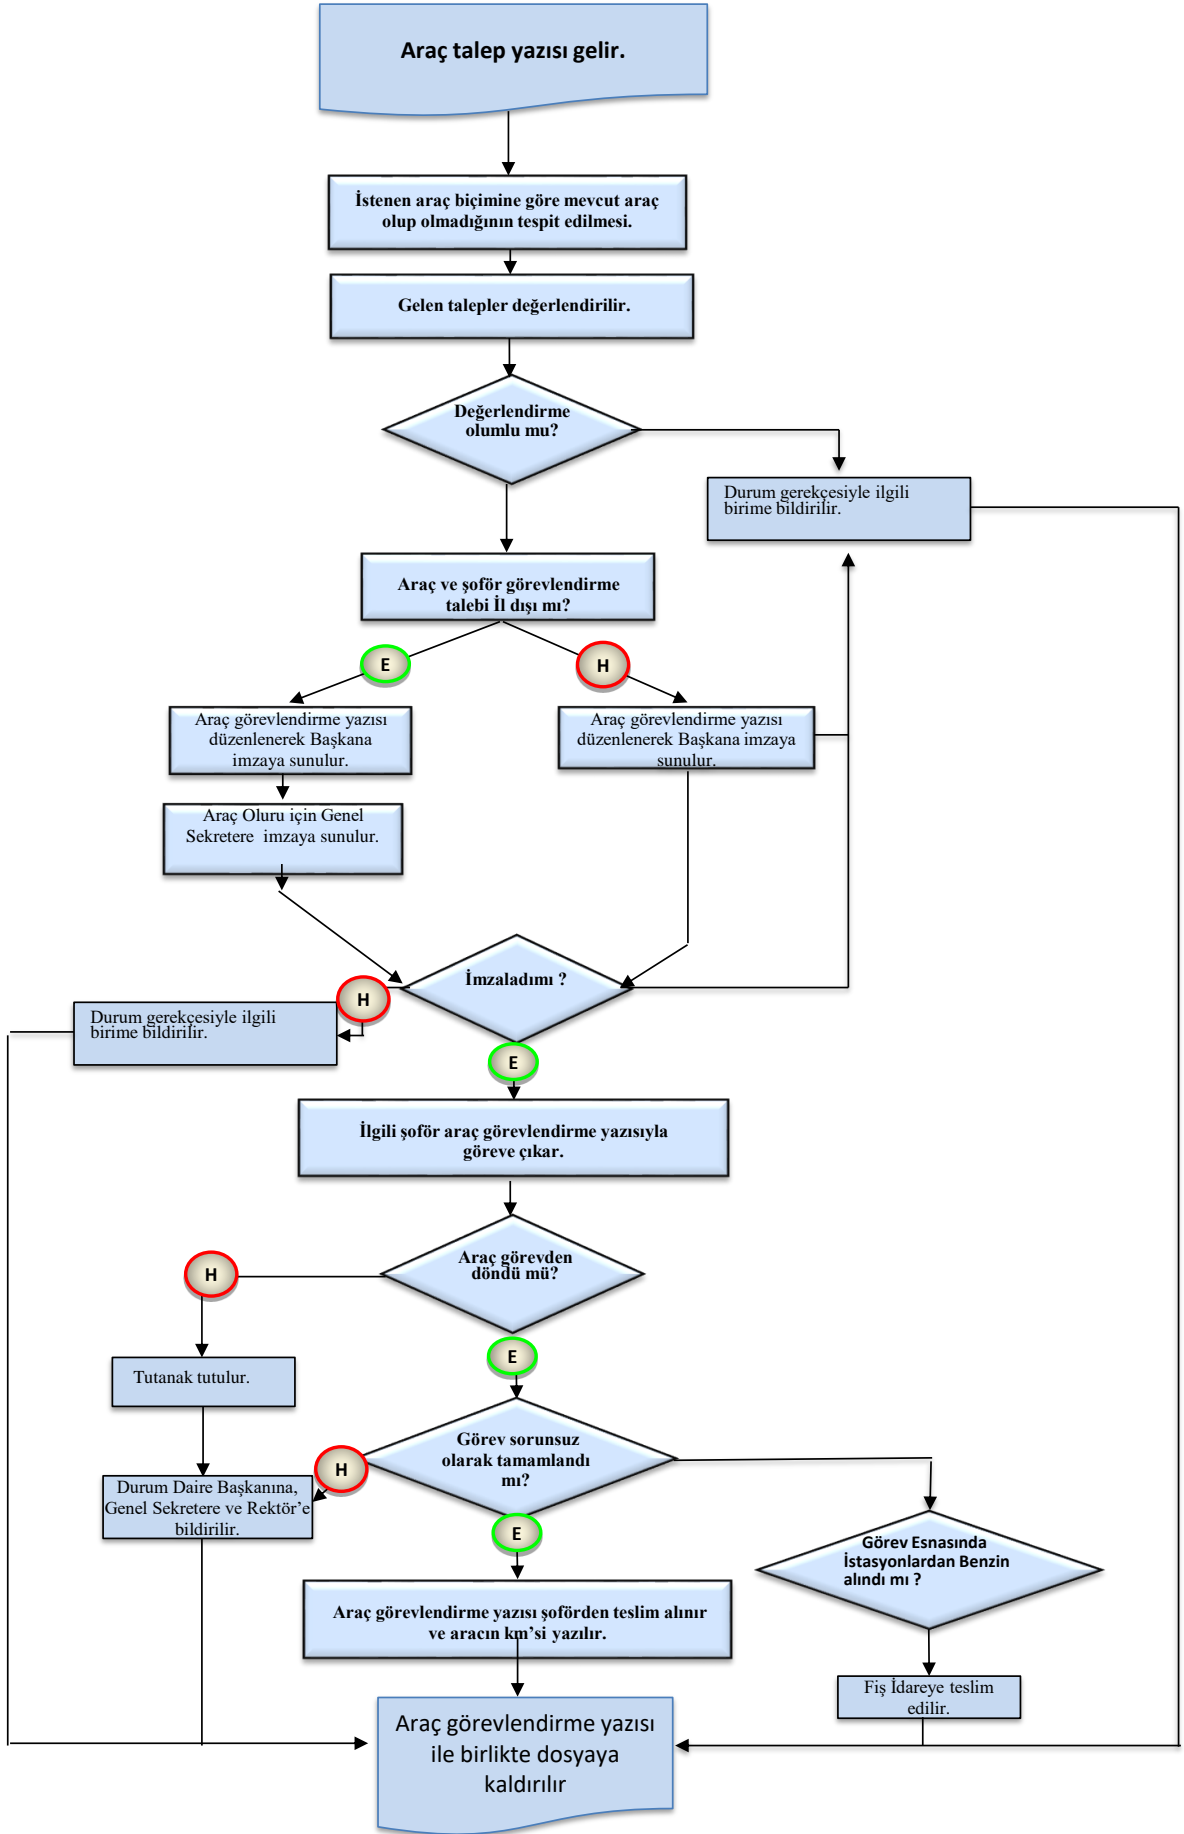 Araç talep yazısı gelir.
İstenen araç biçimine göre mevcut araç
olup olmadığının tespit edilmesi.
Gelen talepler değerlendirilir.
Değerlendirme
olumlu mu?
Durum gerekçesiyle ilgili
birime bildirilir.
Araç ve şoför görevlendirme
talebi İl dışı mı?
E
H
Araç görevlendirme yazısı
düzenlenerek Başkana
imzaya sunulur.
Araç görevlendirme yazısı
düzenlenerek Başkana imzaya
sunulur.
Araç Oluru için Genel
Sekretere  imzaya sunulur.
İmzaladımı ?
H
Durum gerekçesiyle ilgili
birime bildirilir.
E
İlgili şoför araç görevlendirme yazısıyla
göreve çıkar.
Araç görevden
döndü mü?
H
E
Tutanak tutulur.
Görev sorunsuz
olarak tamamlandı
mı?
H
Durum Daire Başkanına,
Genel Sekretere ve Rektör’e
bildirilir.
E
Görev Esnasında
İstasyonlardan Benzin
alındı mı ?
Araç görevlendirme yazısı şoförden teslim alınır
ve aracın km’si yazılır.
Fiş İdareye teslim
edilir.
Araç görevlendirme yazısı
ile birlikte dosyaya
kaldırılır